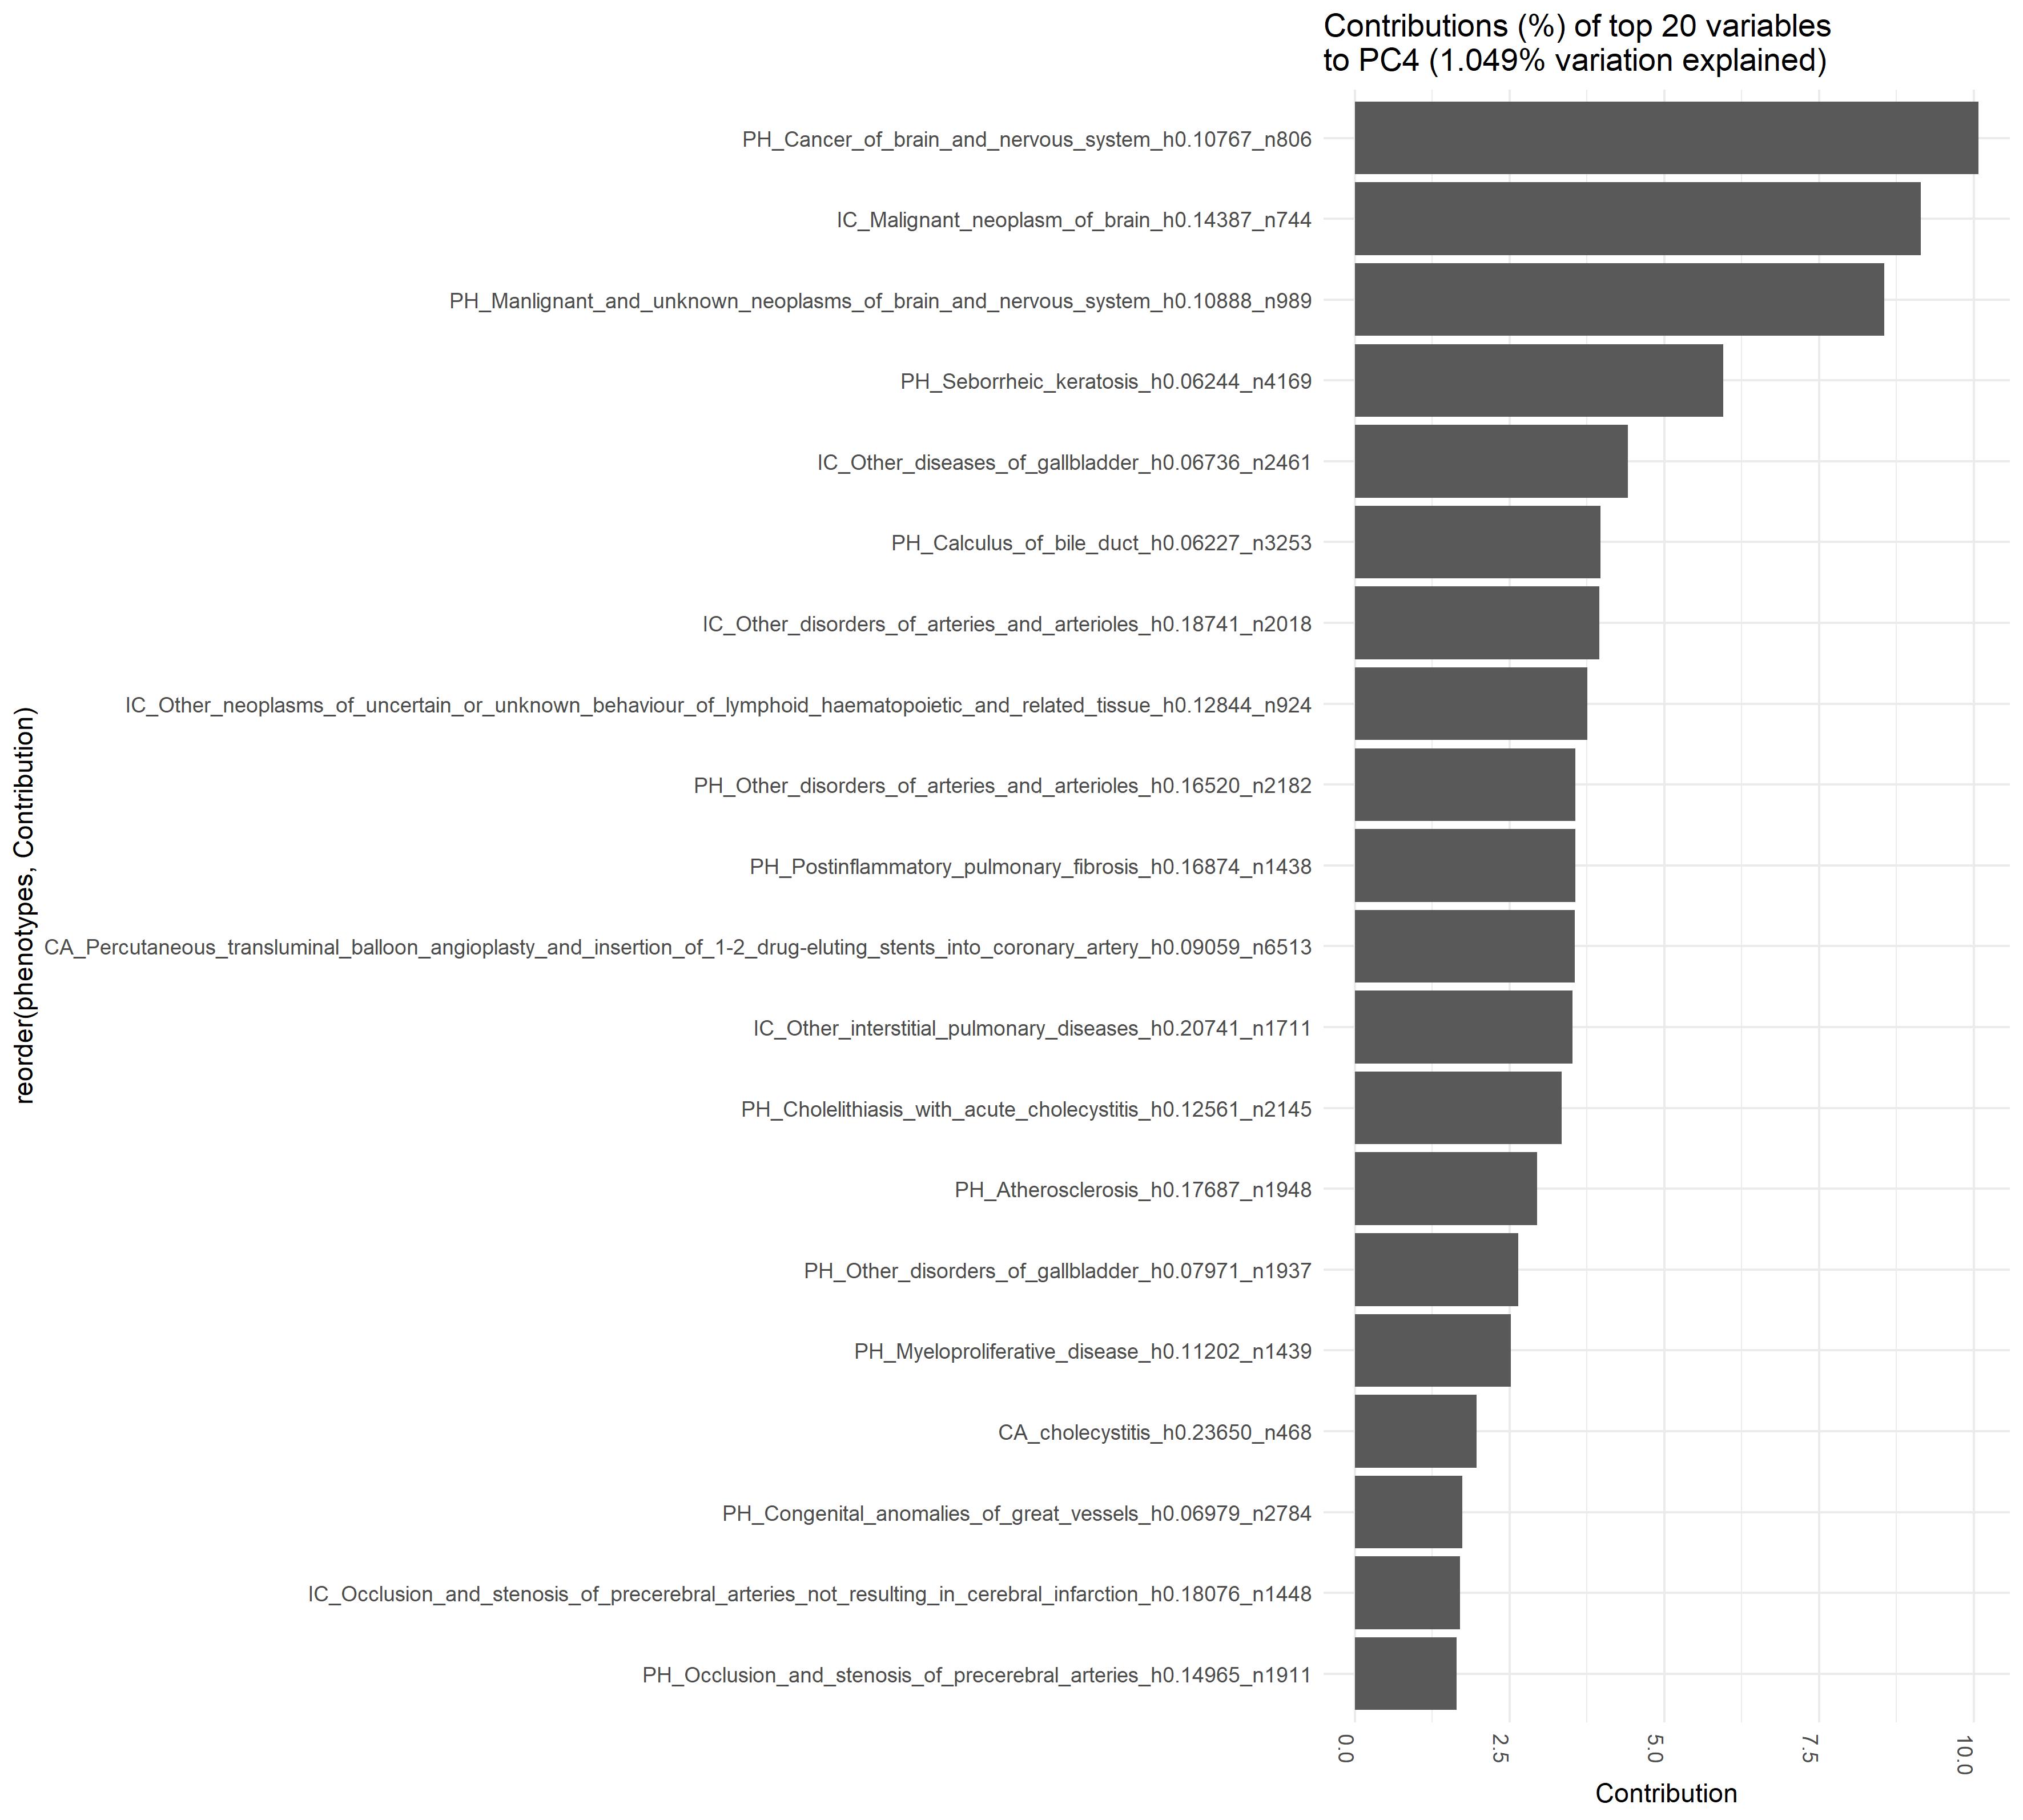 Contributions (%) of top 20 variables
to PC4 (1.049% variation explained)
PH_Cancer_of_brain_and_nervous_system_h0.10767_n806
IC_Malignant_neoplasm_of_brain_h0.14387_n744
PH_Manlignant_and_unknown_neoplasms_of_brain_and_nervous_system_h0.10888_n989
PH_Seborrheic_keratosis_h0.06244_n4169
IC_Other_diseases_of_gallbladder_h0.06736_n2461
PH_Calculus_of_bile_duct_h0.06227_n3253
IC_Other_disorders_of_arteries_and_arterioles_h0.18741_n2018
IC_Other_neoplasms_of_uncertain_or_unknown_behaviour_of_lymphoid_haematopoietic_and_related_tissue_h0.12844_n924
PH_Other_disorders_of_arteries_and_arterioles_h0.16520_n2182
PH_Postinflammatory_pulmonary_fibrosis_h0.16874_n1438
CA_Percutaneous_transluminal_balloon_angioplasty_and_insertion_of_1-2_drug-eluting_stents_into_coronary_artery_h0.09059_n6513
IC_Other_interstitial_pulmonary_diseases_h0.20741_n1711
PH_Cholelithiasis_with_acute_cholecystitis_h0.12561_n2145
PH_Atherosclerosis_h0.17687_n1948
PH_Other_disorders_of_gallbladder_h0.07971_n1937
PH_Myeloproliferative_disease_h0.11202_n1439
CA_cholecystitis_h0.23650_n468
PH_Congenital_anomalies_of_great_vessels_h0.06979_n2784
IC_Occlusion_and_stenosis_of_precerebral_arteries_not_resulting_in_cerebral_infarction_h0.18076_n1448
PH_Occlusion_and_stenosis_of_precerebral_arteries_h0.14965_n1911
reorder(phenotypes, Contribution)
0.0
2.5
5.0
7.5
10.0
Contribution